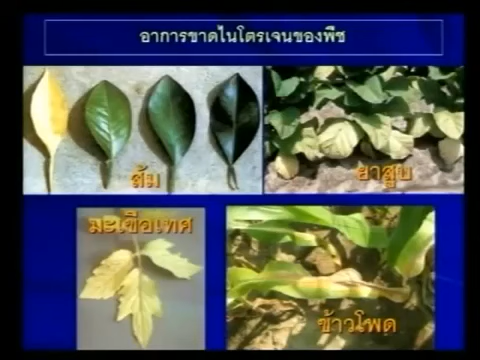 อาการขาดไนโตรเจนของพืช
ส้ม
ยาสูบ
มะเขือเทศ
ข้าวโพด